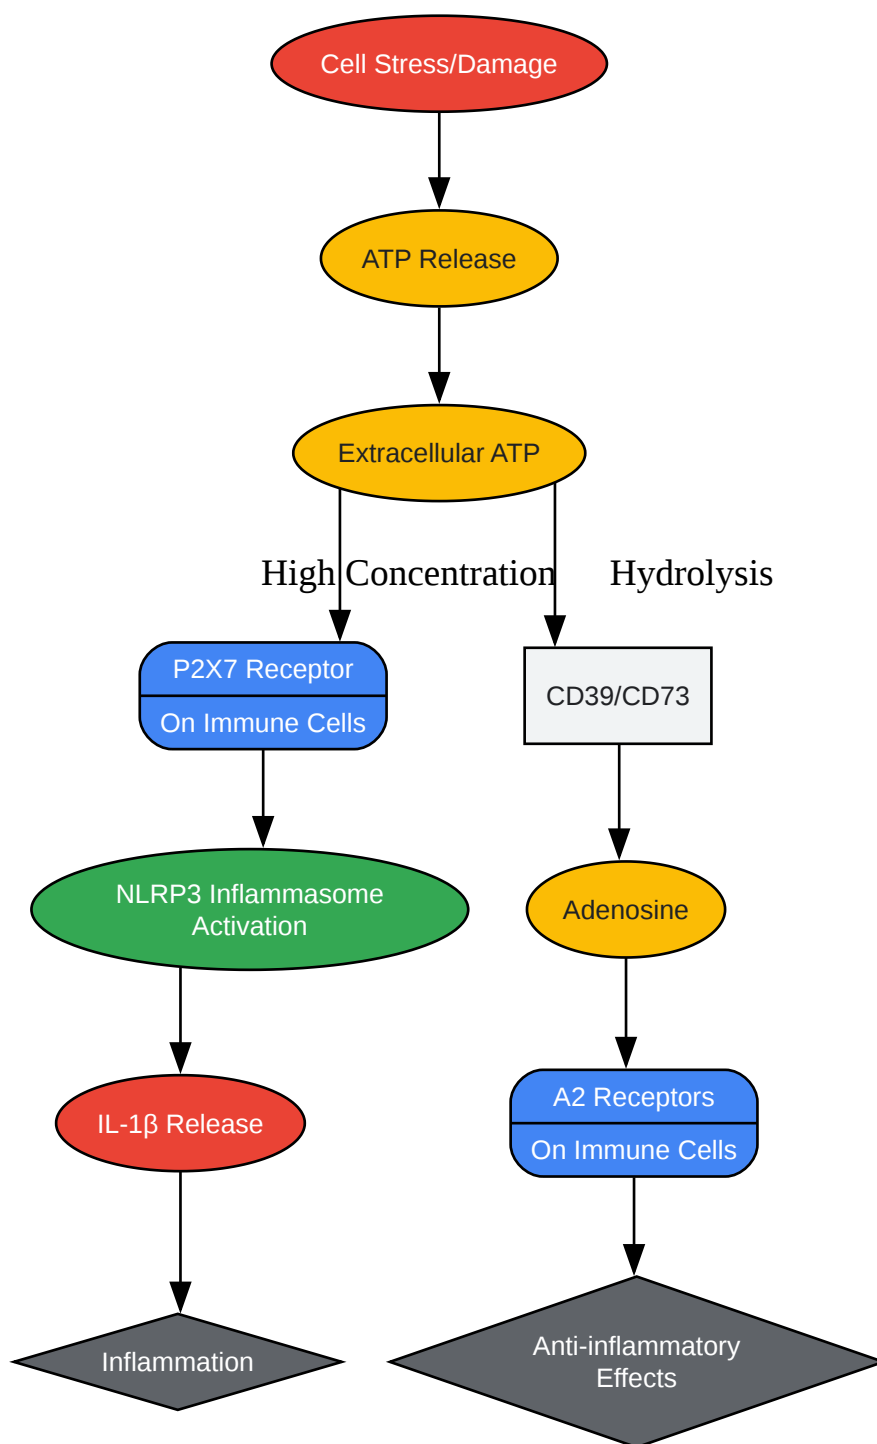 Cell Stress/Damage
ATP Release
Extracellular ATP
High Concentration
Hydrolysis
P2X7 Receptor
On Immune Cells
CD39/CD73
NLRP3 Inflammasome
Activation
Adenosine
IL-1β Release
A2 Receptors
On Immune Cells
Inflammation
Anti-inflammatory
Effects